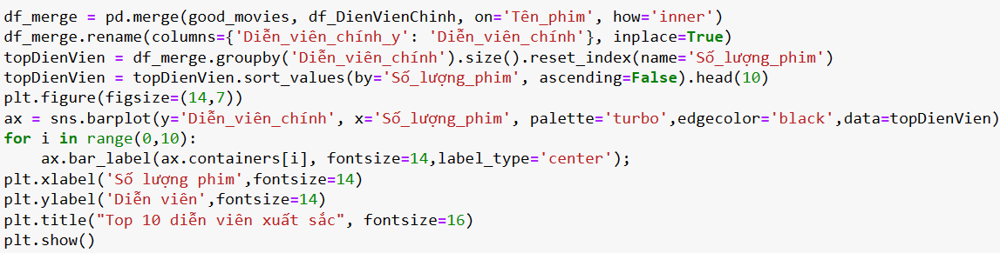 df_merge = pd.merge(good_movies, df_DienVienChinh, on='Tên_phim', how='inner')
df_merge.rename(columns={'Diễn_viên_chính_y': 'Diễn_viên_chính'}, inplace=True)
topDienVien = df_merge.groupby('Diễn_viên_chính').size().reset_index(name='Số_lượng_phim')
topDienVien = topDienVien.sort_values(by='Số_lượng_phim', ascending=False).head(10)
plt.figure(figsize=(14,7))
ax = sns.barplot(y='Diễn_viên_chính', x='Số_lượng_phim', palette='turbo',edgecolor='black',data=topDienVien)
for i in range(0,10):
    ax.bar_label(ax.containers[i], fontsize=14,label_type='center');
plt.xlabel('Số lượng phim',fontsize=14)
plt.ylabel('Diễn viên',fontsize=14)
plt.title("Top 10 diễn viên xuất sắc", fontsize=16)
plt.show()